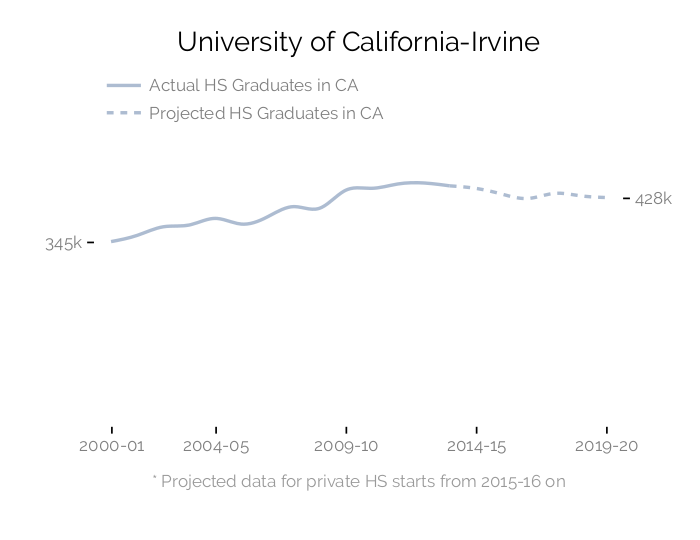 University of California-Irvine
Actual HS Graduates in CA
Projected HS Graduates in CA
428k
345k
2000-01 2004-05 2009-10 2014-15 2019-20
* Projected data for private HS starts from 2015-16 on